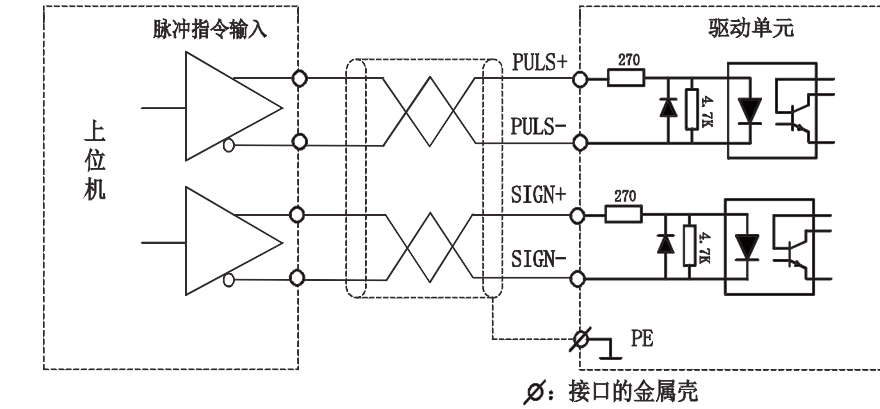 脉冲指令输入
驱动单元
上位机
PULS+
270
4.7K
PULS-
SIGN+
270
4.7K
SIGN-
PE
：接口的金属壳